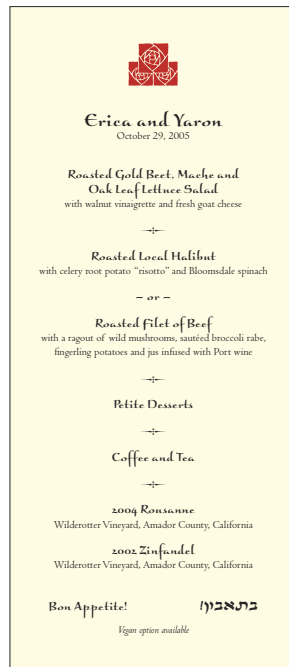 Erica and Yaron
October 29, 2005
Roasted Gold Beet, Mache and
Oak Leaf Lettuce Salad
with walnut vinaigrette and fresh goat cheese
Roasted Local Halibut
with celery root potato “risotto” and Bloomsdale spinach
– or –
Roasted Filet of Beef
with a ragout of wild mushrooms, sautéed broccoli rabe,
fingerling potatoes and jus infused with Port wine
Petite Desserts
Coffee and Tea
2004 Rousanne
Wilderotter Vineyard, Amador County, California
2002 Zinfandel
Wilderotter Vineyard, Amador County, California
Bon Appetite! בתאבון!
Vegan option available